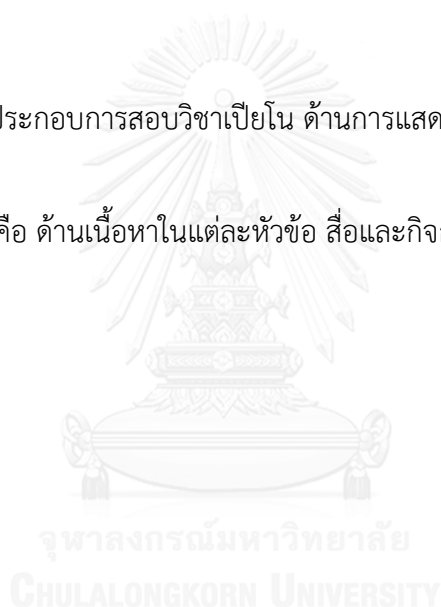 ประกอบการสอบวิชาเปียโน ด้านการแสด
คือ ด้านเนื้อหาในแต่ละหัวข้อ สื่อและกิจ
จุฬาลงกรณ์มหาวิทยาลัย
CHULALONGKORN UNIVERSITY